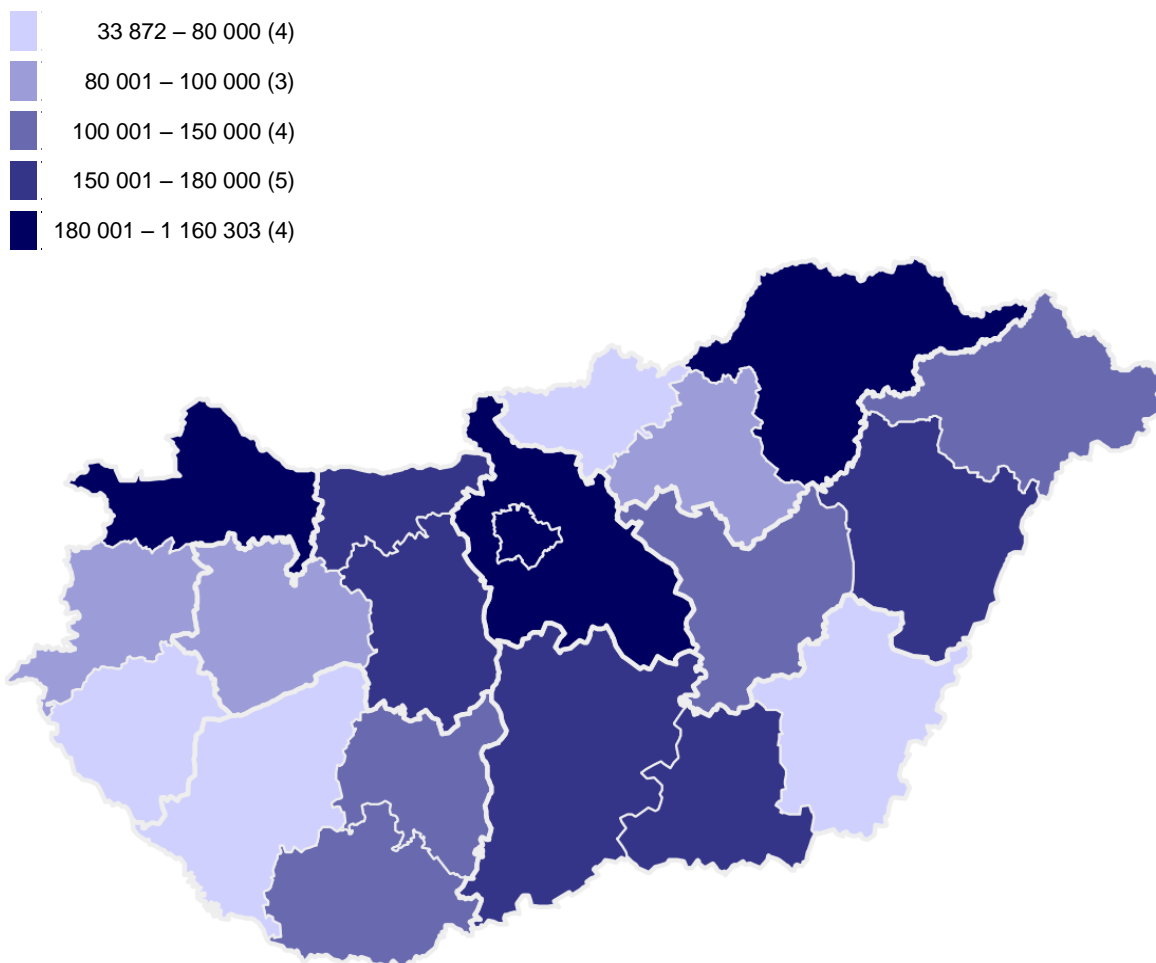 33 872 – 80 000 (4)
80 001 – 100 000 (3)
100 001 – 150 000 (4)
150 001 – 180 000 (5)
180 001 – 1 160 303 (4)